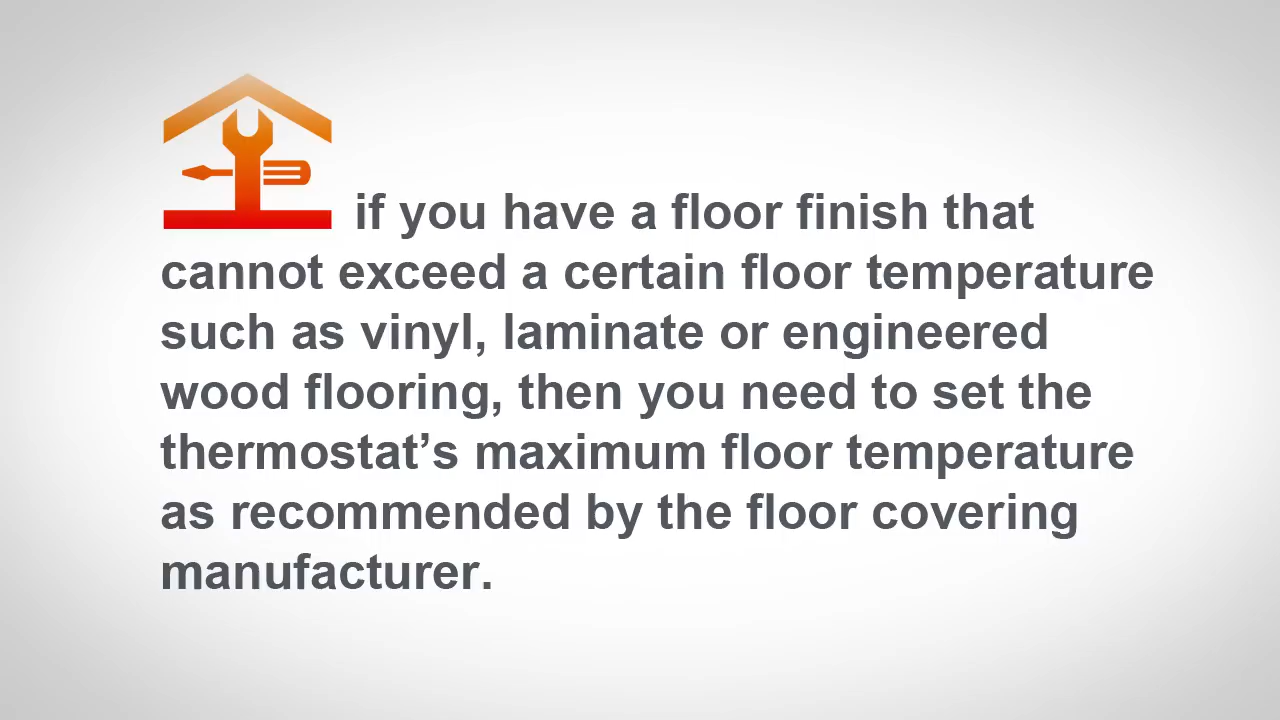 if you have a floor finish that
cannot exceed a certain floor temperature
such as vinyl, laminate or engineered
wood flooring, then you need to set the
thermostat’s maximum floor temperature
as recommended by the floor covering
manufacturer.